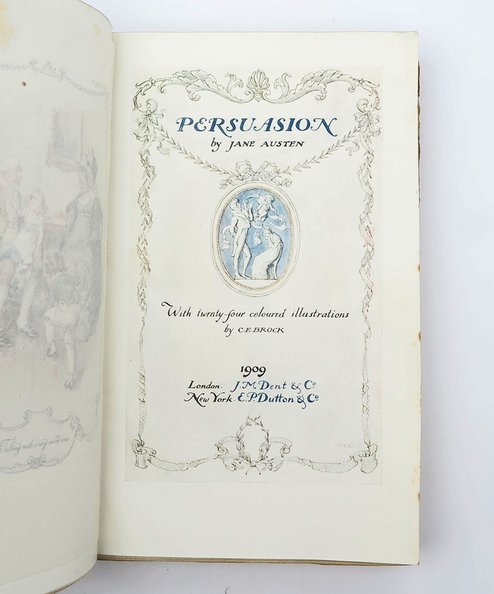 PERSUASION
by JANE AUSTEN
With twenty-four coloured illustrations
by C.E.BROCK
1909
London: J.M.Dent & Co
New York: E.P.Dutton & Co